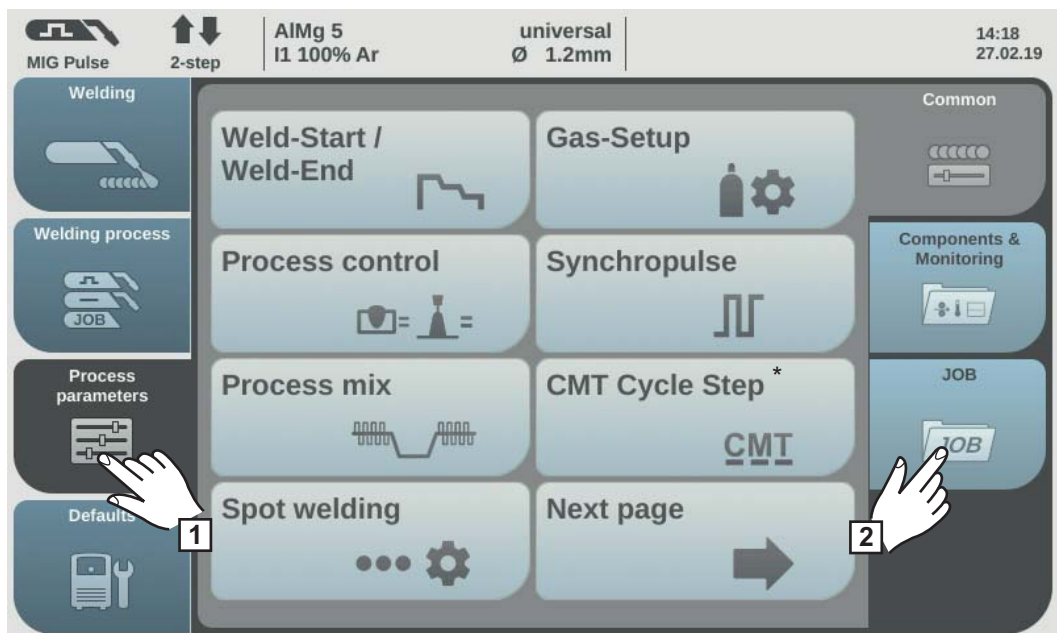 MIG Pulse
2-step
AlMg 5
I1 100% Ar
universal
Ø 1.2mm
14:18
27.02.19
Welding
Welding process
JOB
Process
parameters
Defaults
1
Weld-Start /
Weld-End
Gas-Setup
Process control
= =
Synchropulse
Process mix
CMT Cycle Step *
CMT
Spot welding
Next page
Common
Components &
Monitoring
JOB
JOB
2